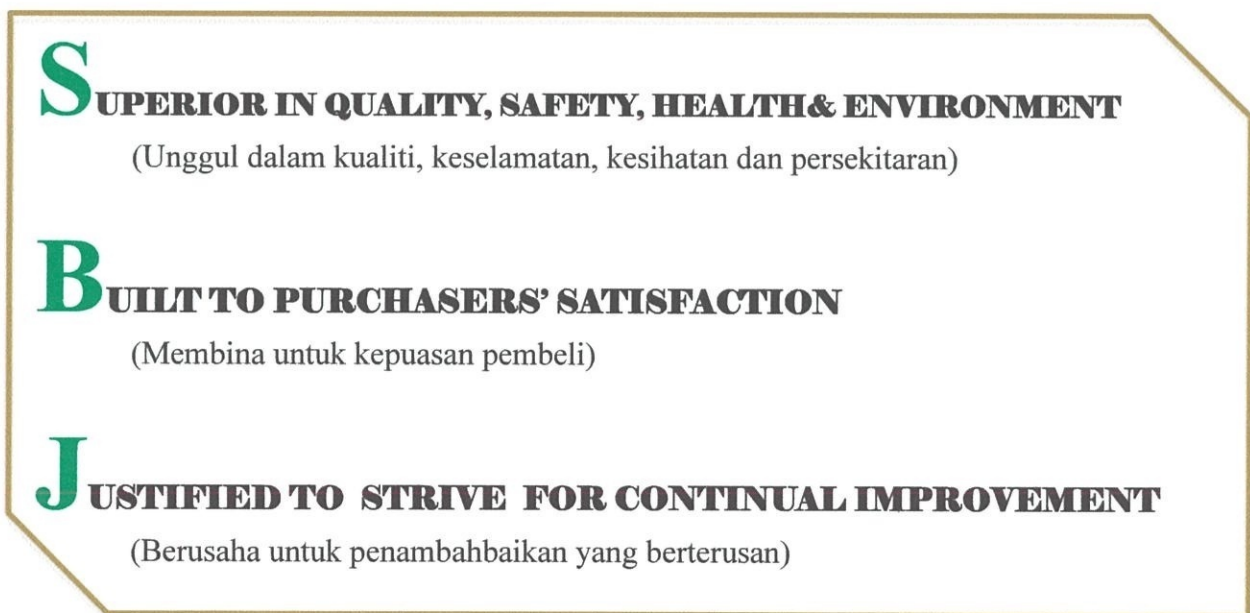 SUPERIOR IN QUALITY, SAFETY, HEALTH& ENVIRONMENT
(Unggul dalam kualiti, keselamatan, kesihatan dan persekitaran)
BUILT TO PURCHASERS' SATISFACTION
(Membina untuk kepuasan pembeli)
JUSTIFIED TO STRIVE FOR CONTINUAL IMPROVEMENT
(Berusaha untuk penambahbaikan yang berterusan)